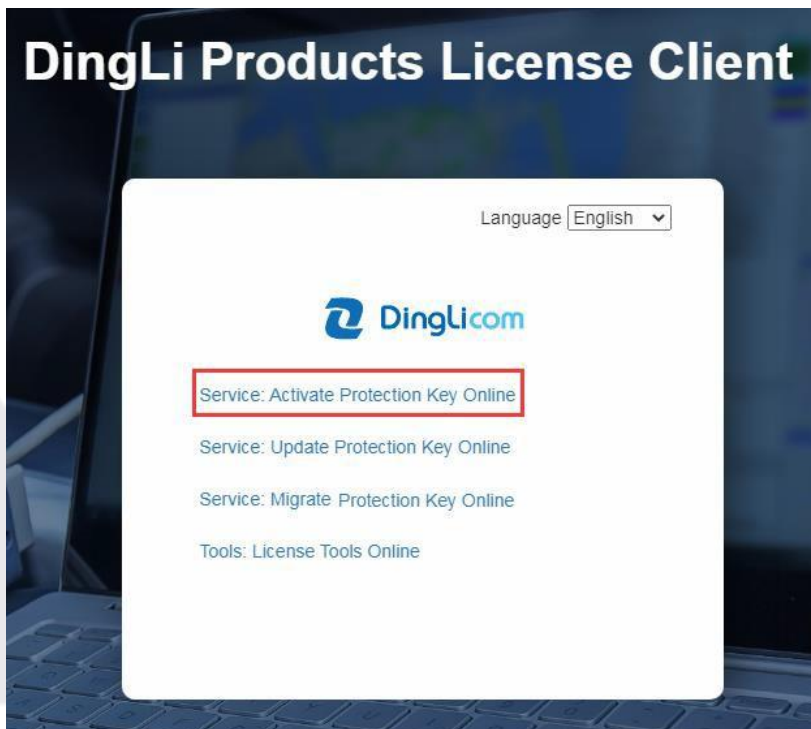 DingLi Products License Client
Language English
DingLicom
Service: Activate Protection Key Online
Service: Update Protection Key Online
Service: Migrate Protection Key Online
Tools: License Tools Online